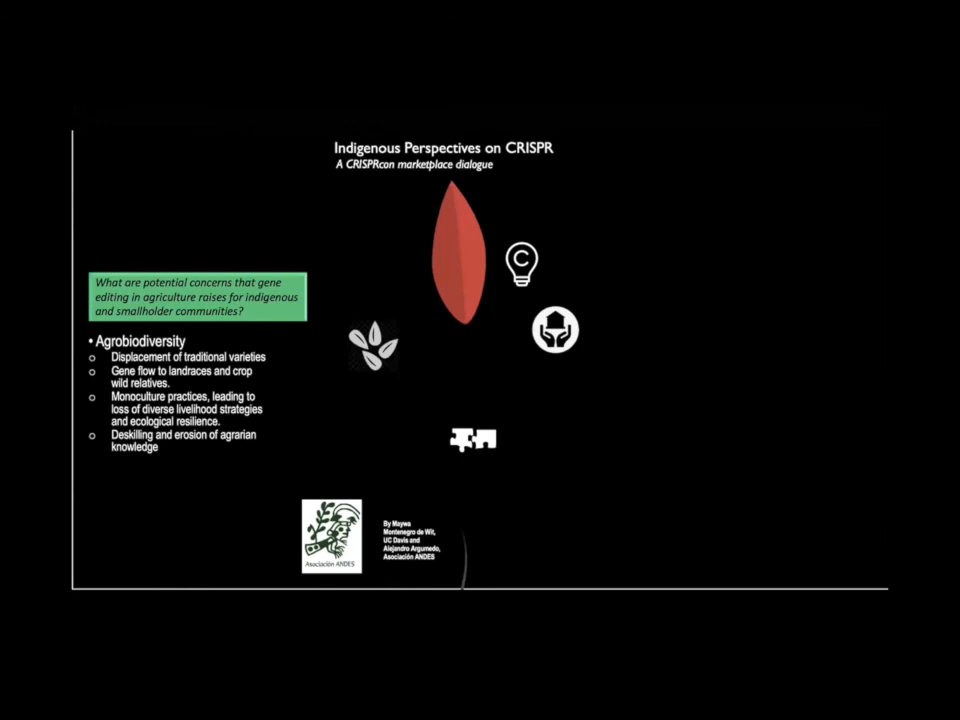 Indigenous Perspectives on CRISPR
A CRISPRcon marketplace dialogue
C
What are potential concerns that gene
editing in agriculture raises for indigenous
and smallholder communities?
• Agrobiodiversity
o Displacement of traditional varieties
o Gene flow to landraces and crop
wild relatives.
o Monoculture practices, leading to
loss of diverse livelihood strategies
and ecological resilience.
o Deskilling and erosion of agrarian
knowledge
Asociación ANDES
By Maywa
Montenegro de Wit,
UC Davis and
Alejandro Argumedo,
Asociación ANDES